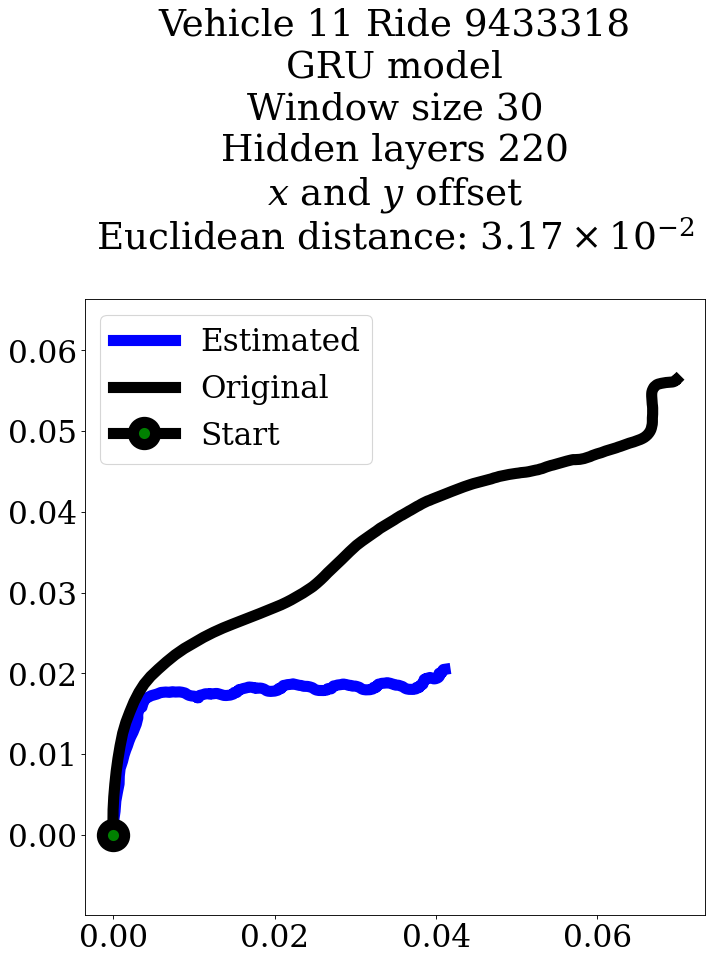 Vehicle 11 Ride 9433318
GRU model
Window size 30
Hidden layers 220
x and y offset
Euclidean distance: 3.17 × 10⁻²
Estimated
Original
Start
0.06
0.05
0.04
0.03
0.02
0.01
0.00
0.00 0.02 0.04 0.06